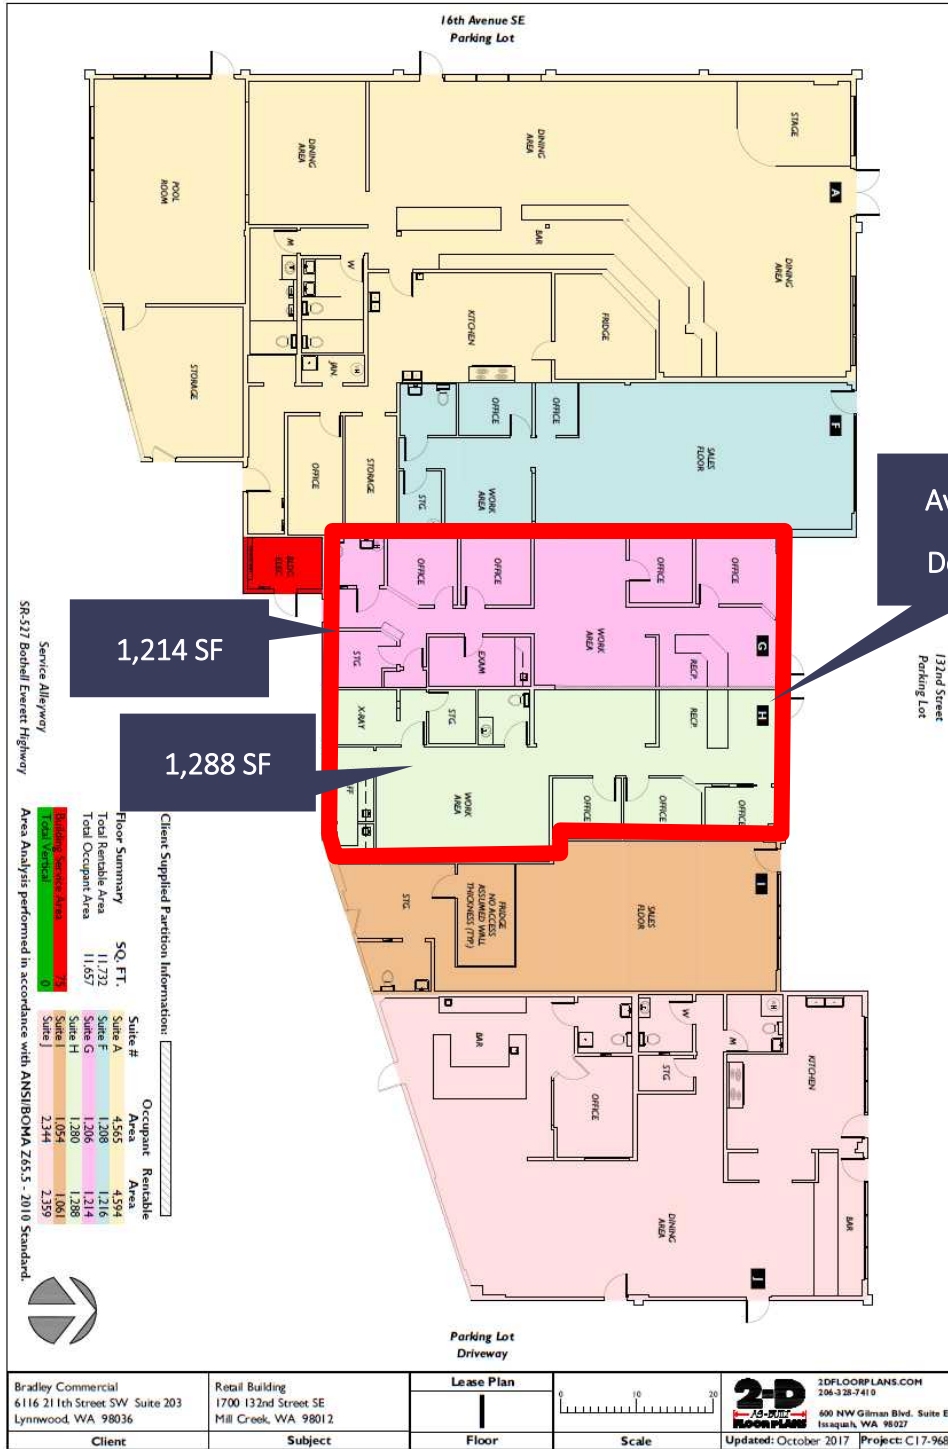 16th Avenue SE
Parking Lot
STAGE
DINING
AREA
DINING
AREA
POOL
ROOM
A
BAR
M
W
DINING
AREA
KITCHEN
FRIDGE
JAN.
STORAGE
OFFICE
OFFICE
F
SALES
FLOOR
OFFICE
STORAGE
STG
WORK
AREA
BLDG
ELEC
OFFICE
OFFICE
OFFICE
OFFICE
WORK
AREA
G
STG
EXAM
RECP.
H
X-RAY
STG
RECP.
WORK
AREA
OFFICE
OFFICE
OFFICE
FF
Av
De
1,214 SF
1,288 SF
132nd Street
Parking Lot
Service Alleyway
SR-527 Bothell Everett Highway
I
FRIDGE
NO ACCESS
ASSUMED WALL
THICKNESS (TYP.)
SALES
FLOOR
STG
BAR
W
M
STG
KITCHEN
OFFICE
DINING
AREA
BAR
J
Client Supplied Partition Information:
Floor Summary SQ. FT.
Total Rentable Area 11,732
Total Occupant Area 11,657
Building Service Area 75
Total Vertical 0
Suite # Occupant Area Rentable Area
Suite A 4,565 4,594
Suite F 1,208 1,216
Suite G 1,206 1,214
Suite H 1,280 1,288
Suite I 1,054 1,061
Suite J 2,344 2,359
Area Analysis performed in accordance with ANSI/BOMA Z65.5 - 2010 Standard.
Parking Lot
Driveway
Bradley Commercial
6116 211th Street SW Suite 203
Lynnwood, WA 98036
Client
Retail Building
1700 132nd Street SE
Mill Creek, WA 98012
Subject
Lease Plan
1
Floor
0 10 20
Scale
2-D
AS-BUILT
FLOORPLANS
2DFLOORPLANS.COM
206-328-7410
600 NW Gilman Blvd. Suite E
Issaquah, WA 98027
Updated: October 2017 Project: C17-968